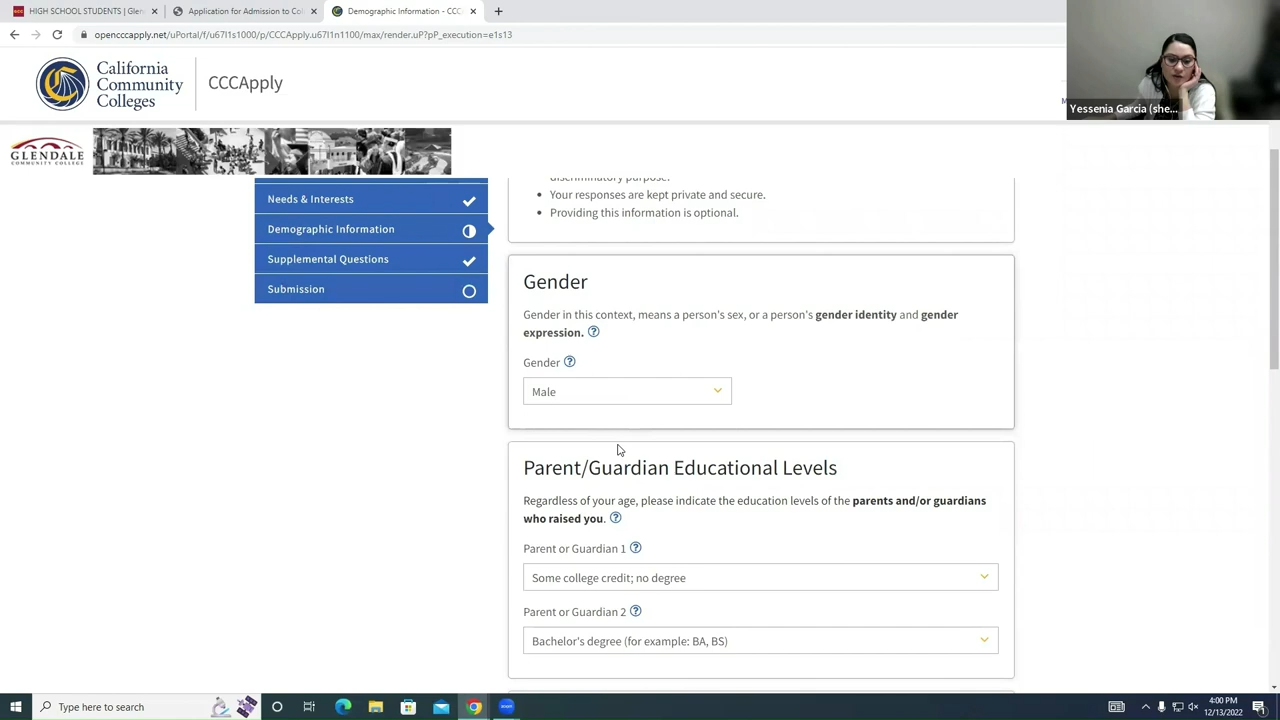 HIGH SCHOOL STUDENTS | Glen
Application for Admission to Coll
Demographic Information - CCC
opencccapply.net/uPortal/f/u67l1s1000/p/CCCApply.u67l1n1100/max/render.uP?pP_execution=e1s13
California
Community
Colleges
CCCApply
M
Yessenia Garcia (she...
GLENDALE
COMMUNITY COLLEGE
discriminatory purpose.
Needs & Interests
• Your responses are kept private and secure.
• Providing this information is optional.
Demographic Information
Supplemental Questions
Submission
Gender
Gender in this context, means a person's sex, or a person's gender identity and gender
expression.
Gender
Male
Parent/Guardian Educational Levels
Regardless of your age, please indicate the education levels of the parents and/or guardians
who raised you.
Parent or Guardian 1
Some college credit; no degree
Parent or Guardian 2
Bachelor's degree (for example: BA, BS)
Type here to search
zoom
4:00 PM
12/13/2022
1